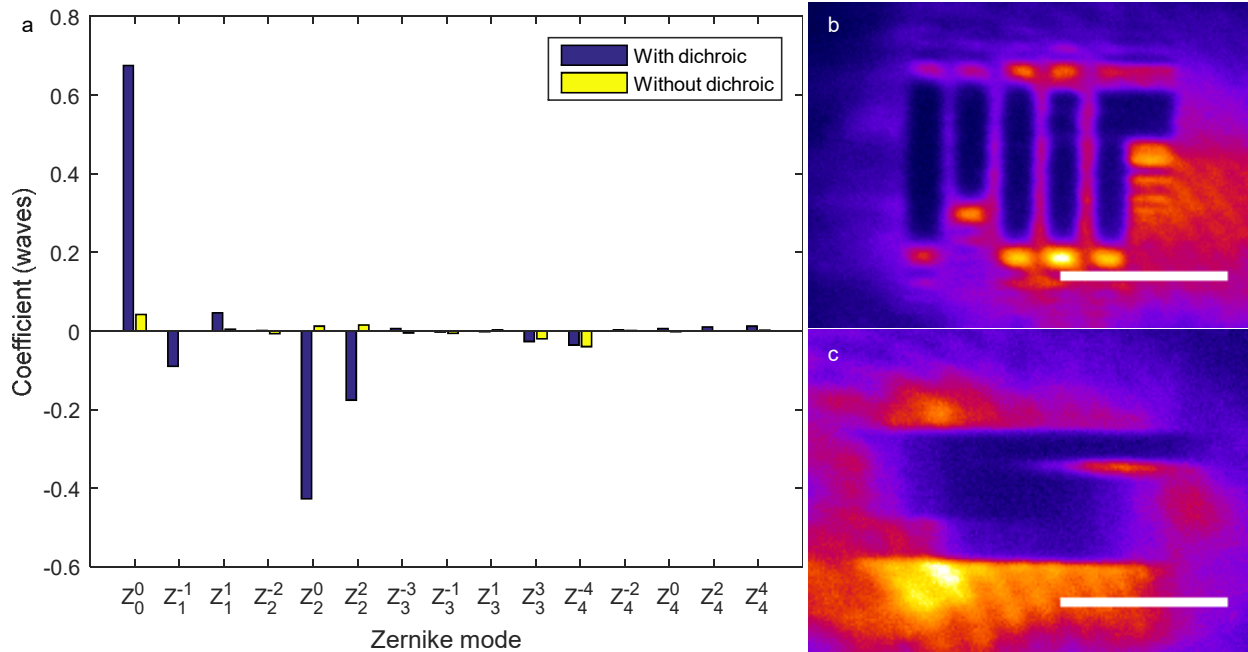 a
0.8
0.6
0.4
0.2
0
-0.2
-0.4
-0.6
Coefficient (waves)
With dichroic
Without dichroic
Z₀⁰ Z₁⁻¹ Z₁¹ Z₂⁻² Z₂⁰ Z₂² Z₃⁻³ Z₃⁻¹ Z₃¹ Z₃³ Z₄⁻⁴ Z₄⁻² Z₄⁰ Z₄² Z₄⁴
Zernike mode
b
c